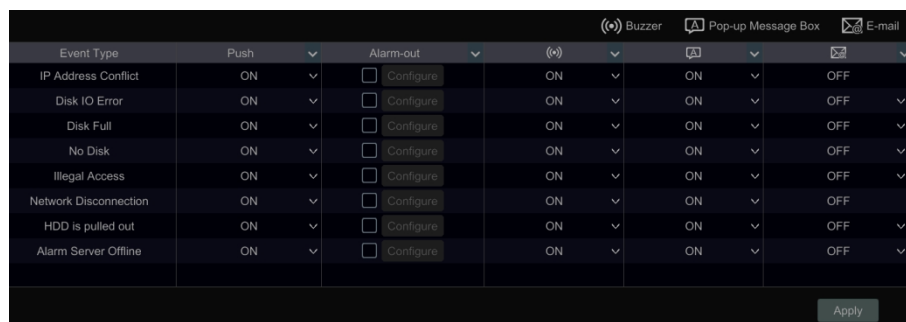 Buzzer Pop-up Message Box E-mail
Event Type Push Alarm-out
IP Address Conflict ON Configure ON ON OFF
Disk IO Error ON Configure ON ON OFF
Disk Full ON Configure ON ON OFF
No Disk ON Configure ON ON OFF
Illegal Access ON Configure ON ON OFF
Network Disconnection ON Configure ON ON OFF
HDD is pulled out ON Configure ON ON OFF
Alarm Server Offline ON Configure ON ON OFF
Apply